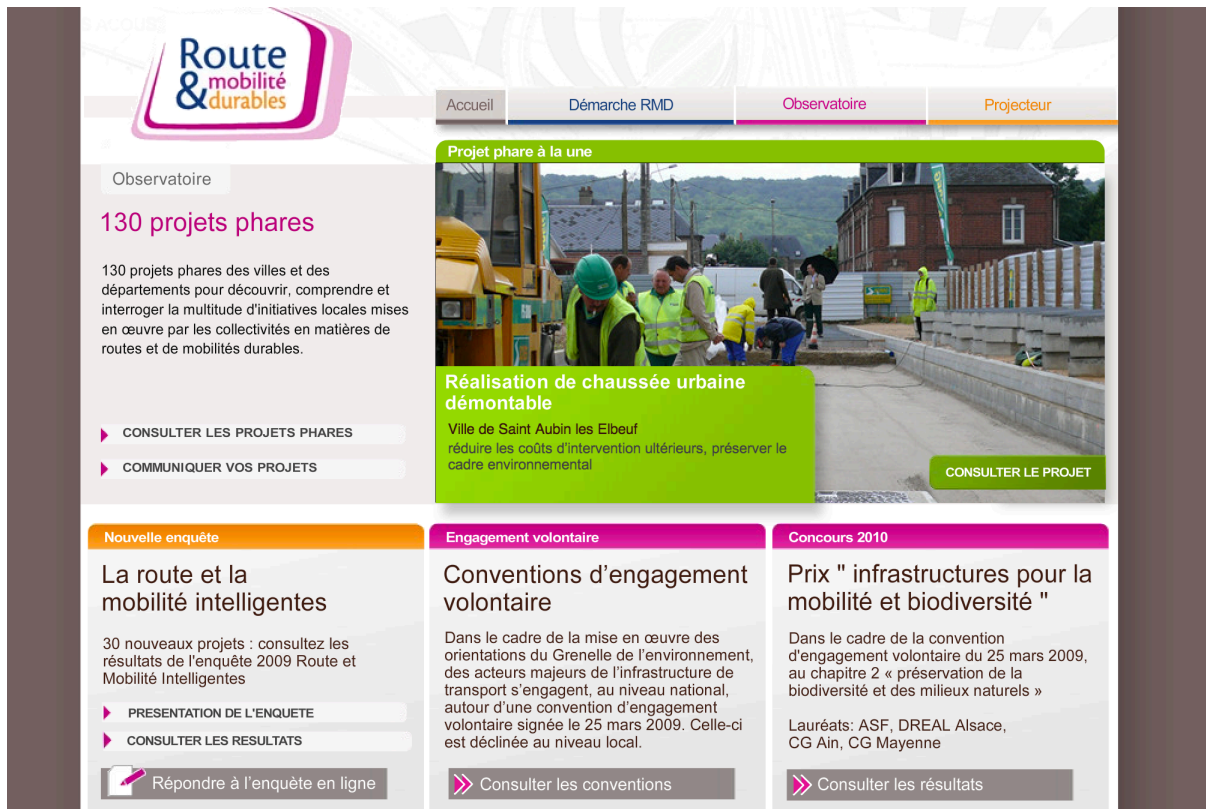 Route
&mobilité
durables
Accueil
Démarche RMD
Observatoire
Projecteur
Observatoire
130 projets phares
130 projets phares des villes et des
départements pour découvrir, comprendre et
interroger la multitude d'initiatives locales mises
en œuvre par les collectivités en matières de
routes et de mobilités durables.
CONSULTER LES PROJETS PHARES
COMMUNIQUER VOS PROJETS
Projet phare à la une
Réalisation de chaussée urbaine
démontable
Ville de Saint Aubin les Elbeuf
réduire les coûts d'intervention ultérieurs, préserver le
cadre environnemental
CONSULTER LE PROJET
Nouvelle enquête
La route et la
mobilité intelligentes
30 nouveaux projets : consultez les
résultats de l'enquête 2009 Route et
Mobilité Intelligentes
PRESENTATION DE L'ENQUETE
CONSULTER LES RESULTATS
Répondre à l'enquète en ligne
Engagement volontaire
Conventions d'engagement
volontaire
Dans le cadre de la mise en œuvre des
orientations du Grenelle de l'environnement,
des acteurs majeurs de l'infrastructure de
transport s'engagent, au niveau national,
autour d'une convention d'engagement
volontaire signée le 25 mars 2009. Celle-ci
est déclinée au niveau local.
Consulter les conventions
Concours 2010
Prix " infrastructures pour la
mobilité et biodiversité "
Dans le cadre de la convention
d'engagement volontaire du 25 mars 2009,
au chapitre 2 « préservation de la
biodiversité et des milieux naturels »
Lauréats: ASF, DREAL Alsace,
CG Ain, CG Mayenne
Consulter les résultats